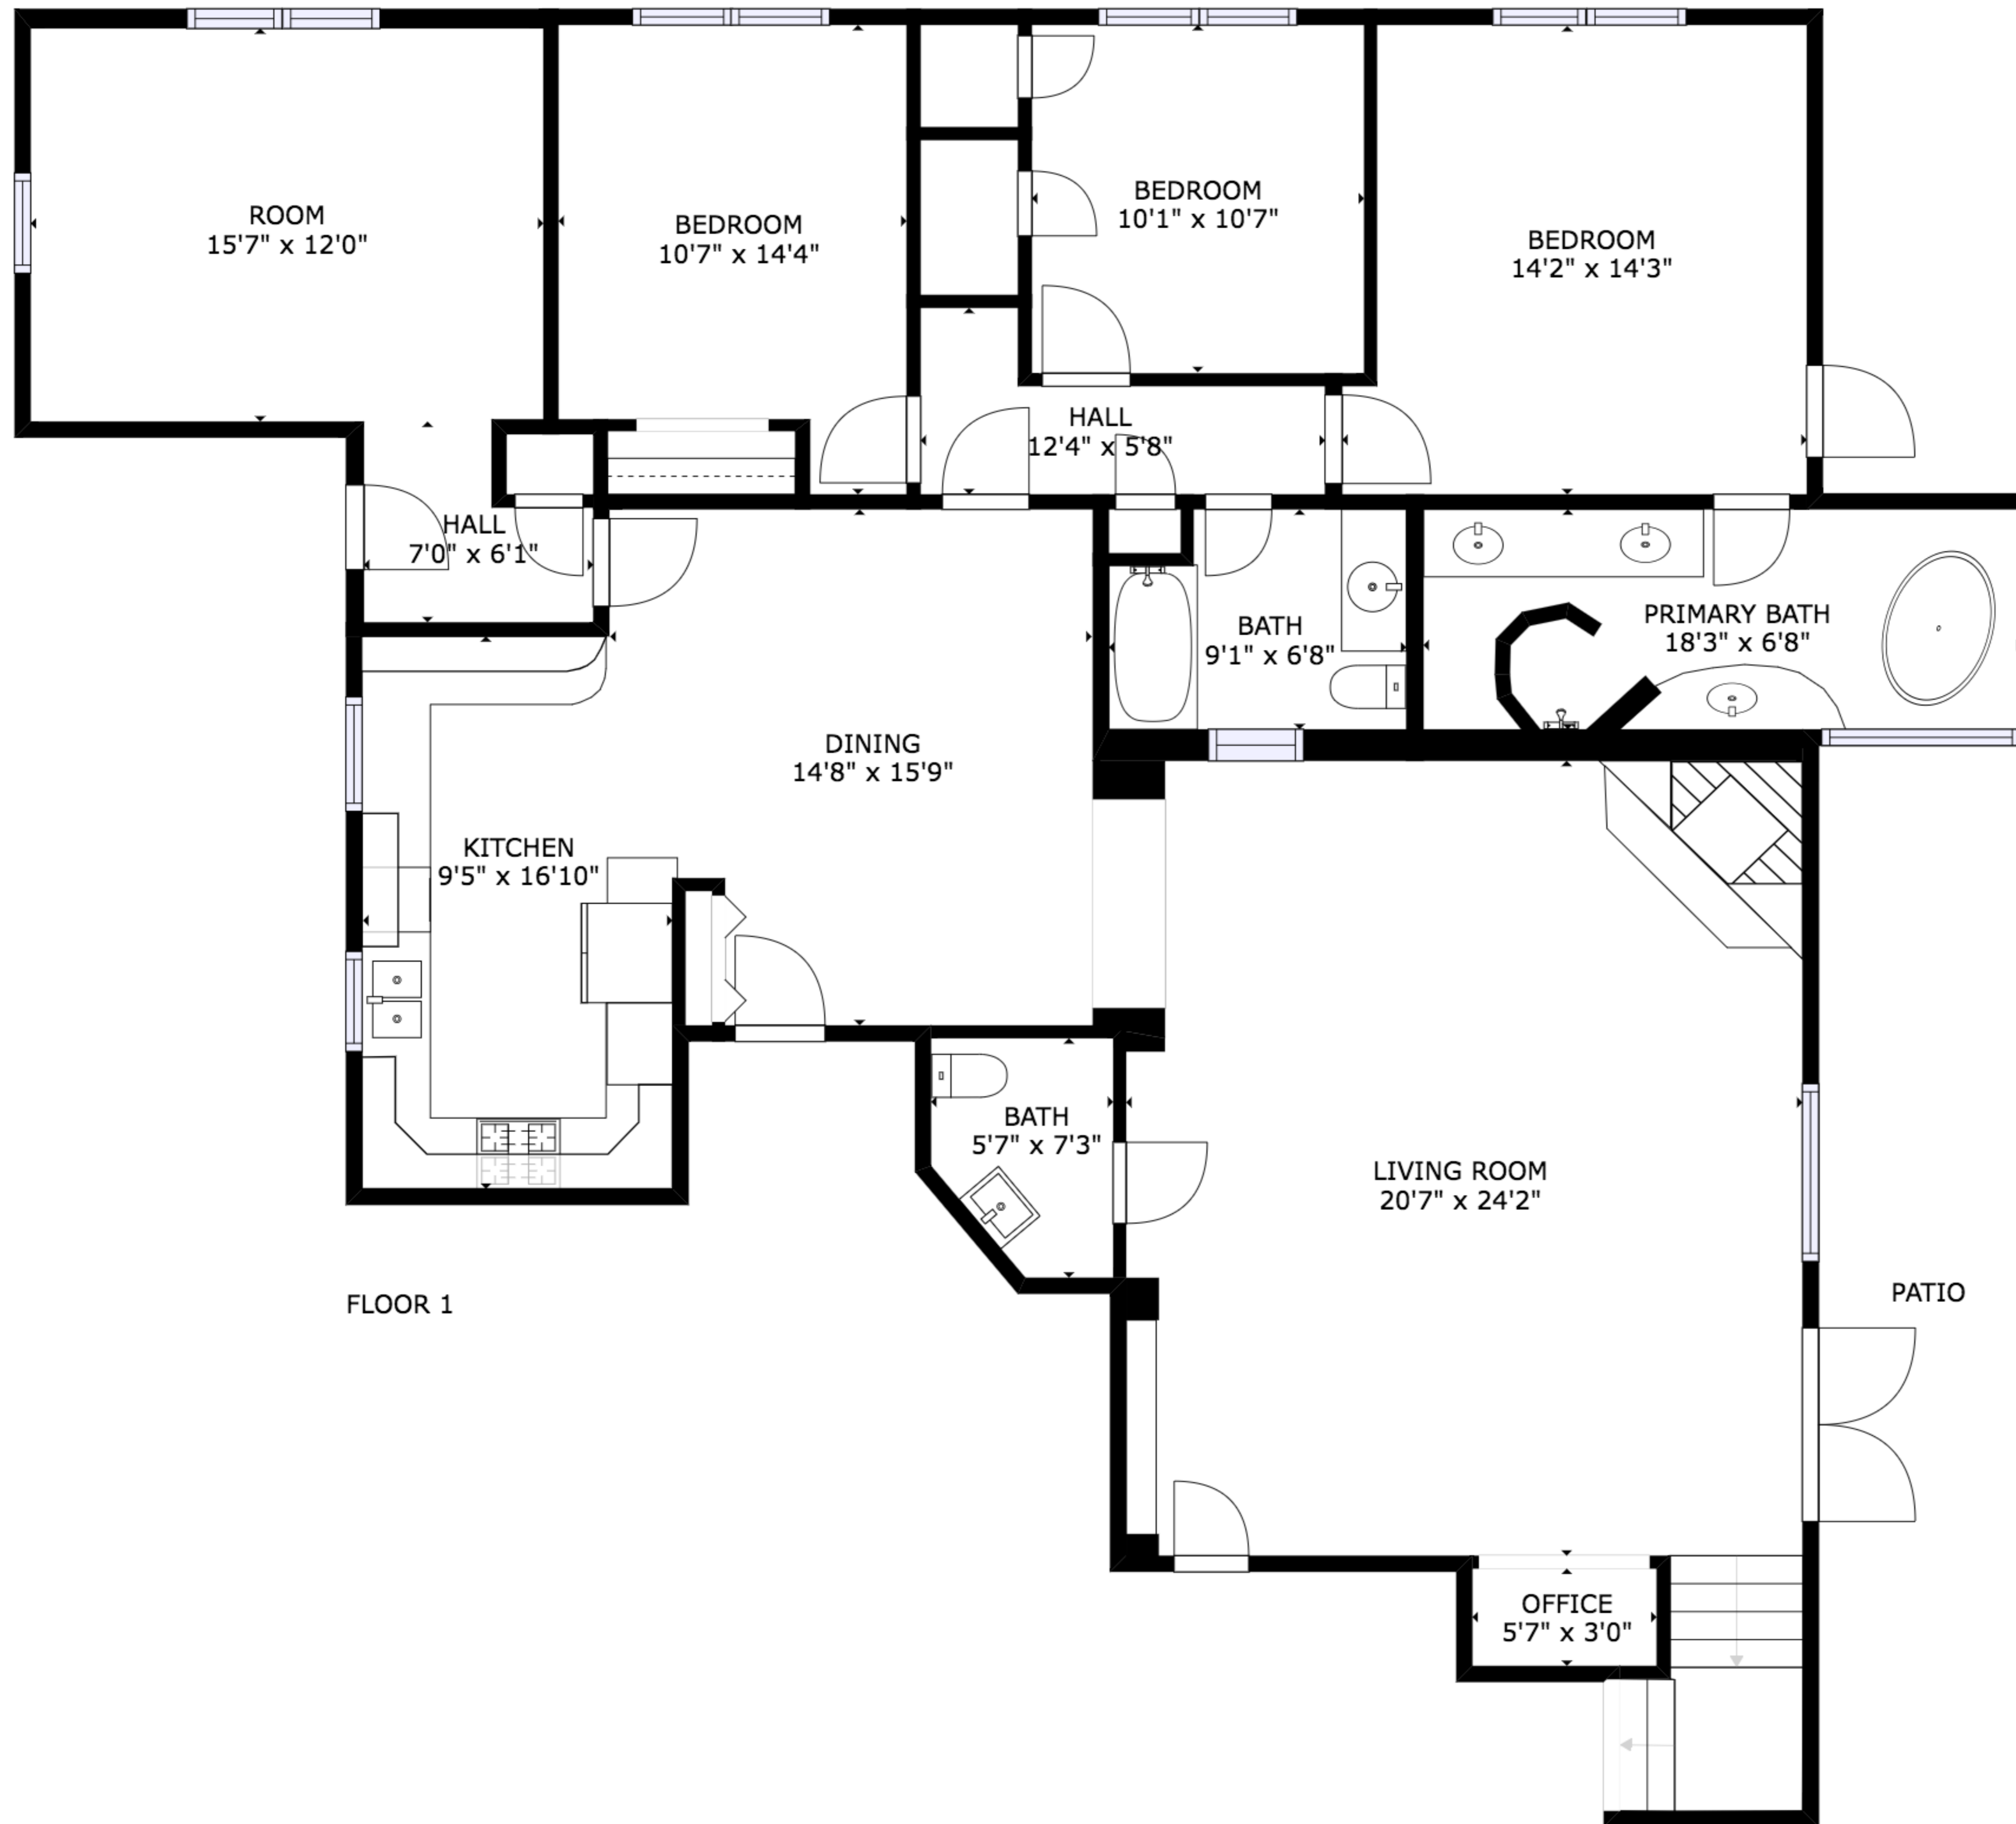 ROOM
15'7" x 12'0"
BEDROOM
10'7" x 14'4"
BEDROOM
10'1" x 10'7"
BEDROOM
14'2" x 14'3"
HALL
12'4" x 5'8"
HALL
7'0" x 6'1"
BATH
9'1" x 6'8"
PRIMARY BATH
18'3" x 6'8"
DINING
14'8" x 15'9"
KITCHEN
9'5" x 16'10"
BATH
5'7" x 7'3"
LIVING ROOM
20'7" x 24'2"
FLOOR 1
PATIO
OFFICE
5'7" x 3'0"